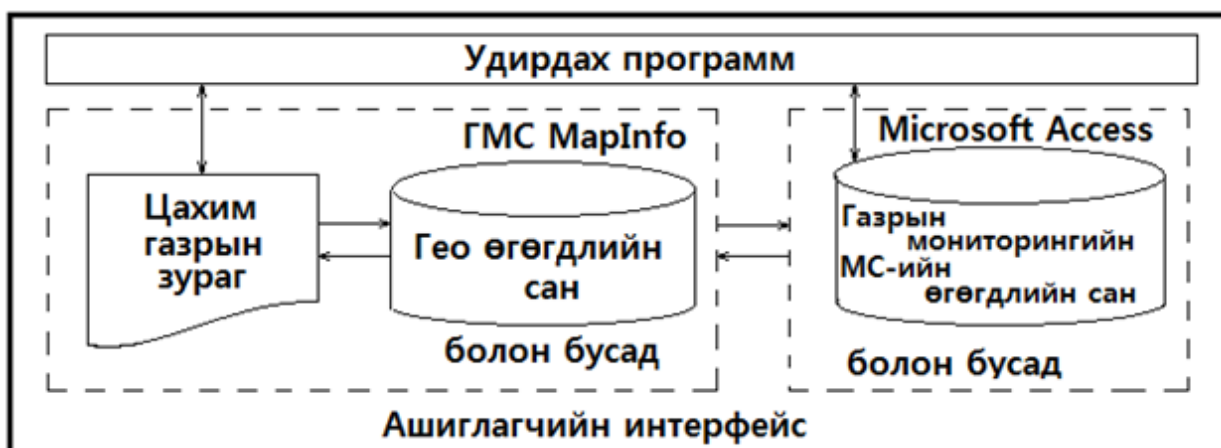 Удирдах программ
ГМС MapInfo
Цахим
газрын
зураг
Гео өгөгдлийн
сан
болон бусад
Microsoft Access
Газрын
мониторингийн
МС-ийн
өгөгдлийн сан
болон бусад
Ашиглагчийн интерфейс